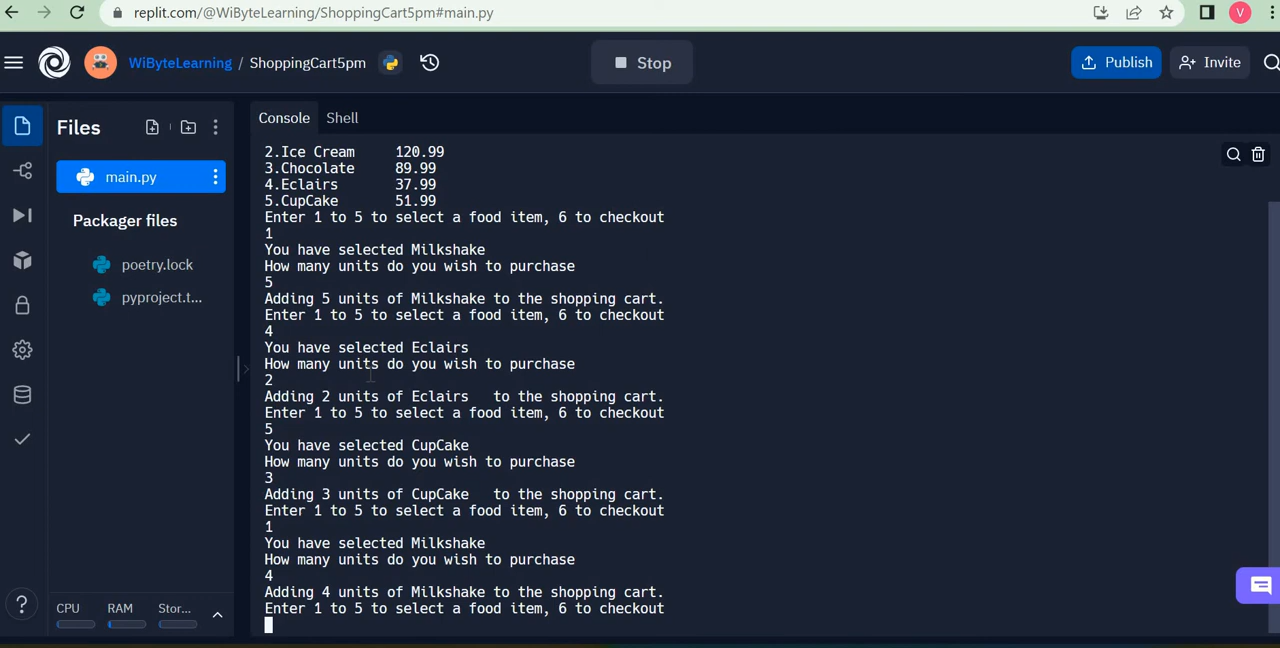 replit.com/@WiByteLearning/ShoppingCart5pm#main.py
V
WiByteLearning / ShoppingCart5pm
Stop
Publish
Invite
Files
main.py
Packager files
poetry.lock
pyproject.t...
CPU RAM Stor...
?
Console Shell
2.Ice Cream 120.99
3.Chocolate 89.99
4.Eclairs 37.99
5.CupCake 51.99
Enter 1 to 5 to select a food item, 6 to checkout
1
You have selected Milkshake
How many units do you wish to purchase
5
Adding 5 units of Milkshake to the shopping cart.
Enter 1 to 5 to select a food item, 6 to checkout
4
You have selected Eclairs
How many units do you wish to purchase
2
Adding 2 units of Eclairs to the shopping cart.
Enter 1 to 5 to select a food item, 6 to checkout
5
You have selected CupCake
How many units do you wish to purchase
3
Adding 3 units of CupCake to the shopping cart.
Enter 1 to 5 to select a food item, 6 to checkout
1
You have selected Milkshake
How many units do you wish to purchase
4
Adding 4 units of Milkshake to the shopping cart.
Enter 1 to 5 to select a food item, 6 to checkout